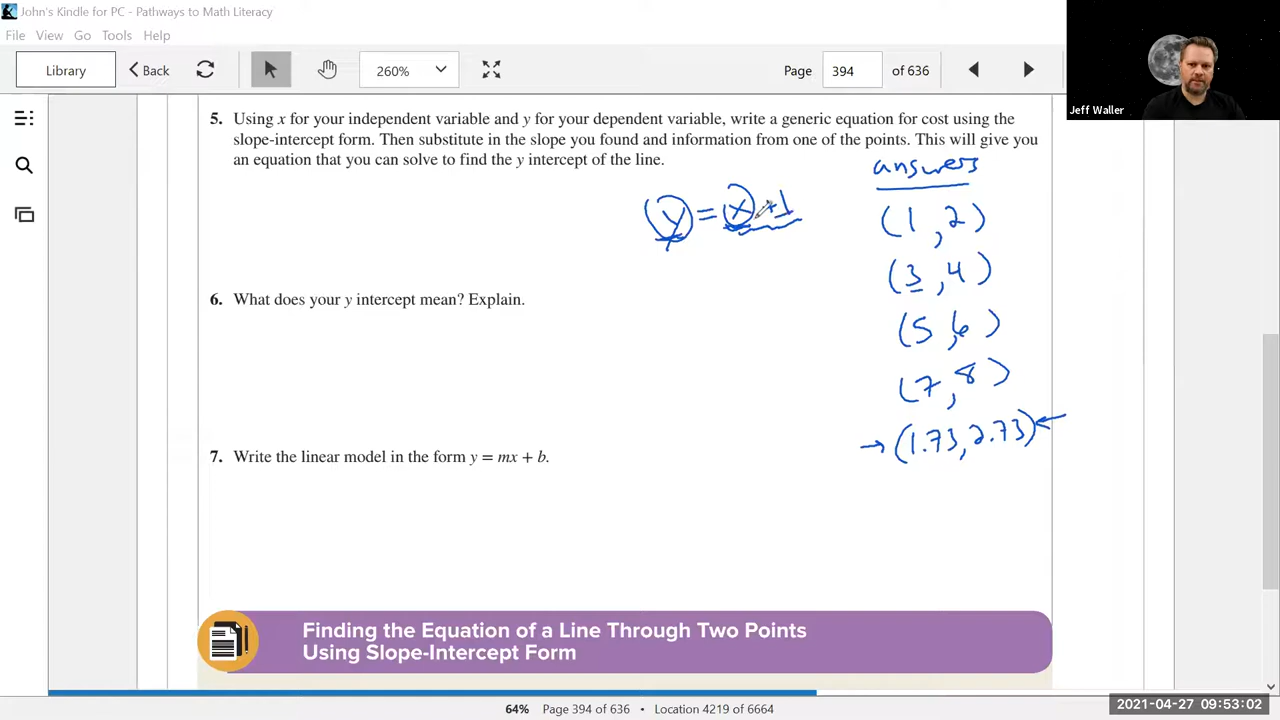 John's Kindle for PC - Pathways to Math Literacy
File View Go Tools Help
Library Back 260% Page 394 of 636
Jeff Waller
5. Using x for your independent variable and y for your dependent variable, write a generic equation for cost using the
slope-intercept form. Then substitute in the slope you found and information from one of the points. This will give you
an equation that you can solve to find the y intercept of the line.
answers
y = x +1
(1, 2)
(3, 4)
6. What does your y intercept mean? Explain.
(5, 6)
(7, 8)
→ (1.73, 2.73) ←
7. Write the linear model in the form y = mx + b.
Finding the Equation of a Line Through Two Points
Using Slope-Intercept Form
64% Page 394 of 636 • Location 4219 of 6664
2021-04-27 09:53:02